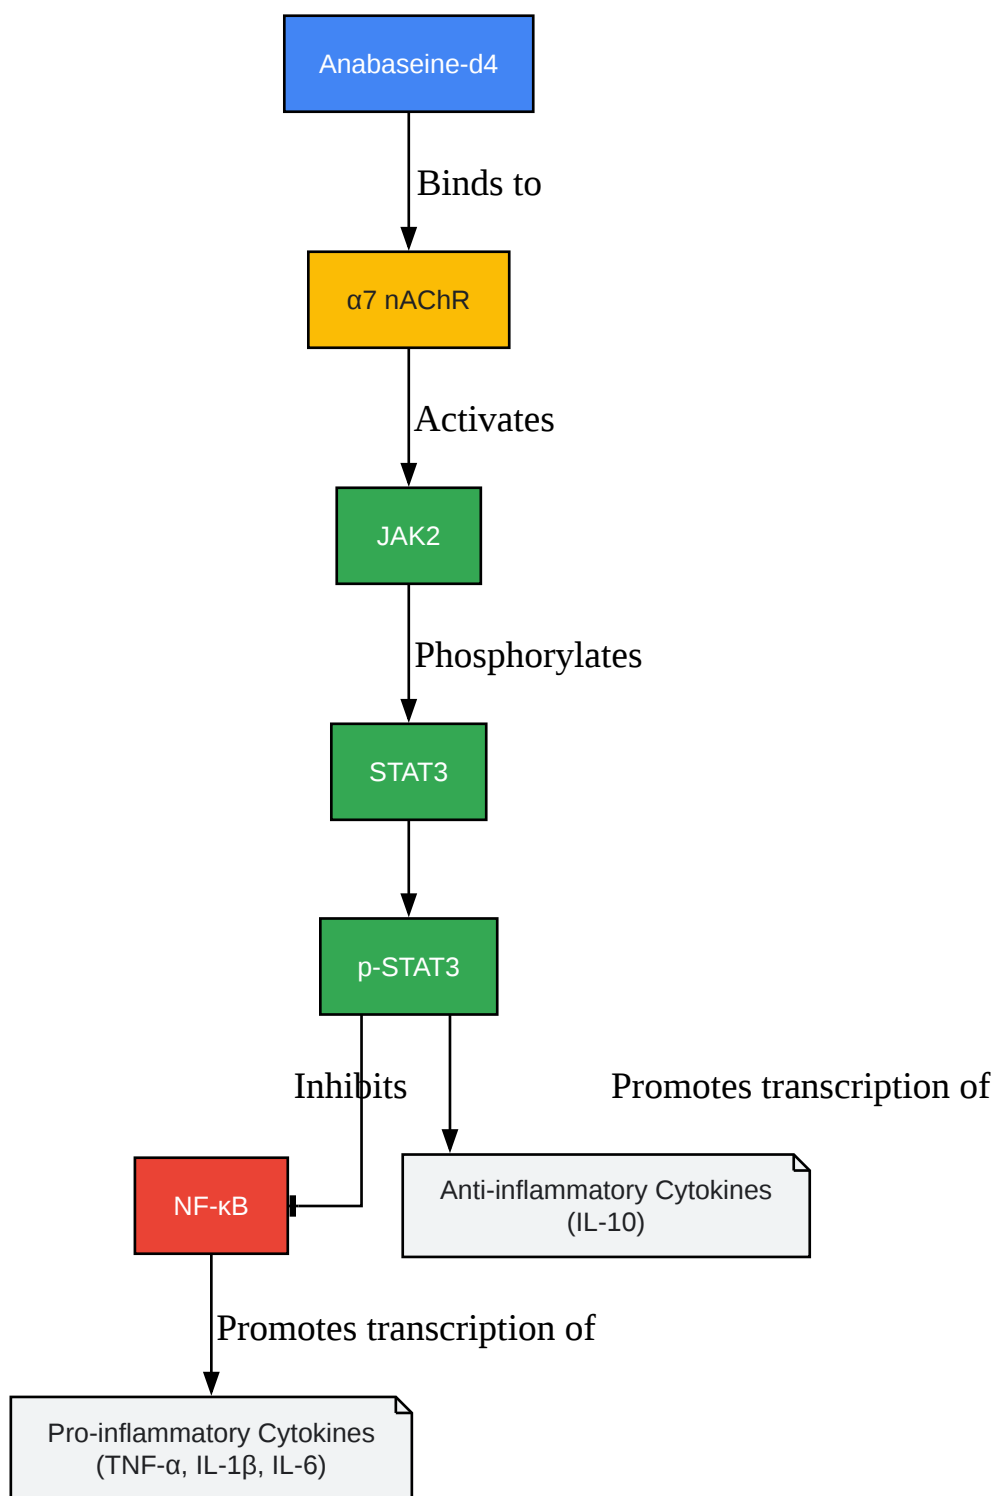 Anabaseine-d4
Binds to
α7 nAChR
Activates
JAK2
Phosphorylates
STAT3
p-STAT3
Inhibits
Promotes transcription of
NF-κB
Anti-inflammatory Cytokines
(IL-10)
Promotes transcription of
Pro-inflammatory Cytokines
(TNF-α, IL-1β, IL-6)